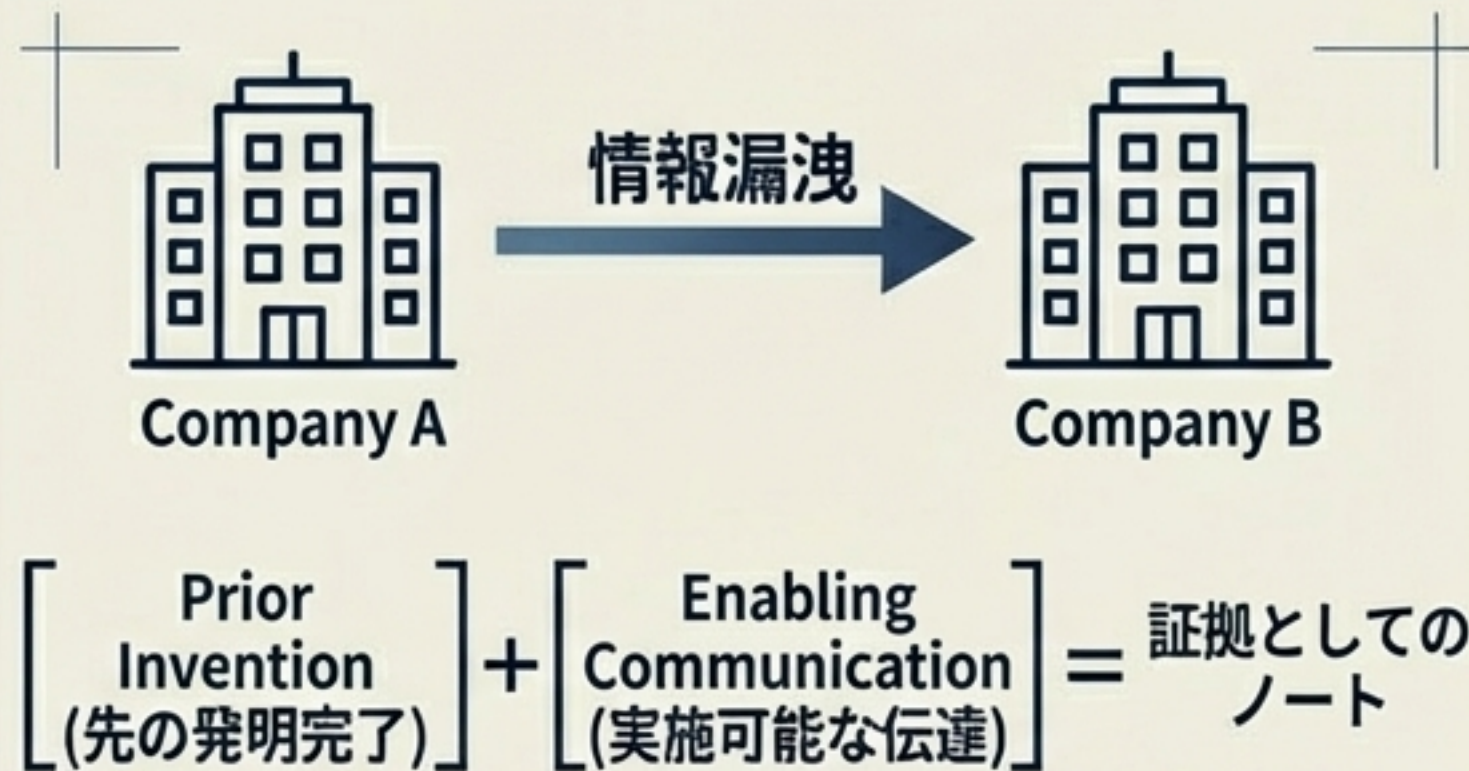 情報漏洩
Company A
Company B
Prior
Invention
(先の発明完了)
+
Enabling
Communication
(実施可能な伝達)
=
証拠としての
ノート